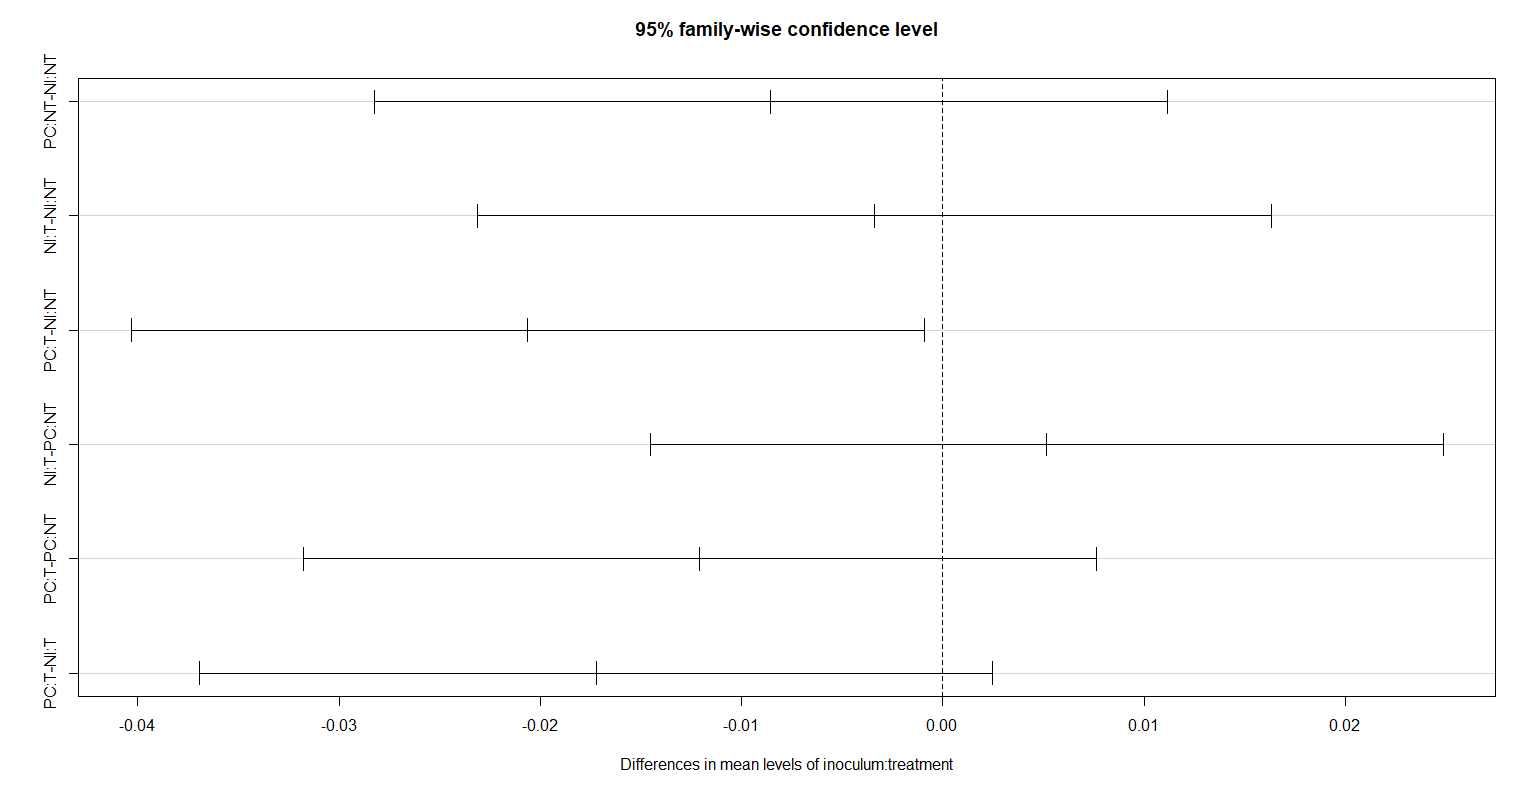 95% family-wise confidence level
PC:NT-NI:NT
NI:T-NI:NT
PC:T-NI:NT
NI:T-PC:NT
PC:T-PC:NT
PC:T-NI:T
-0.04 -0.03 -0.02 -0.01 0.00 0.01 0.02
Differences in mean levels of inoculum:treatment